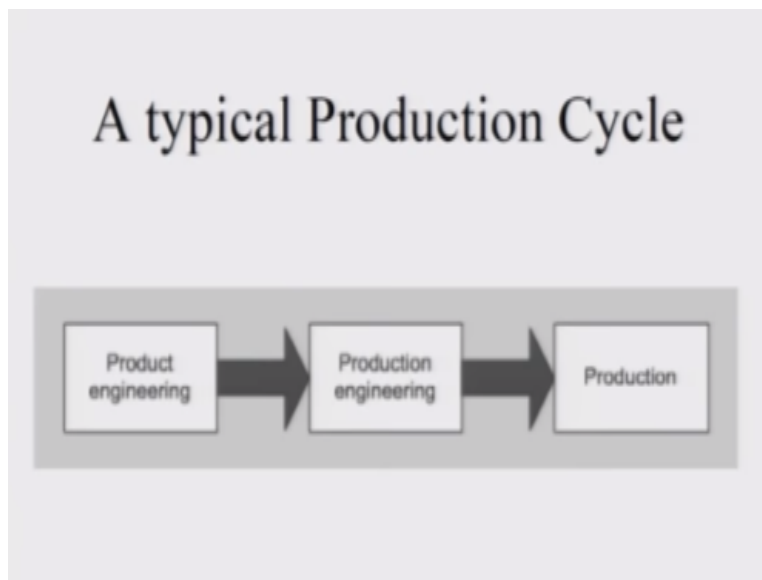 A typical Production Cycle
Product
engineering
Production
engineering
Production